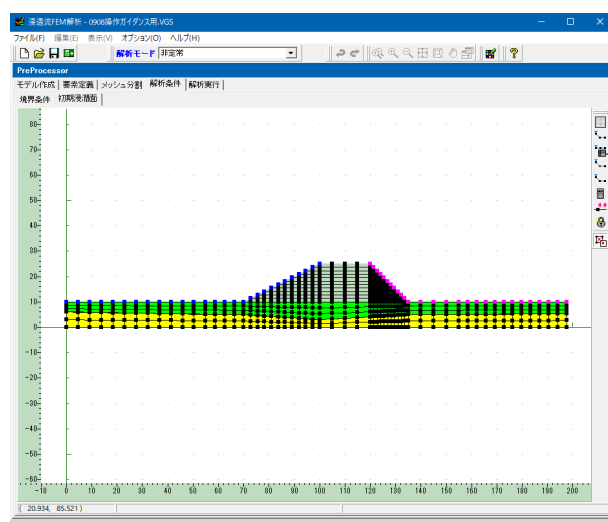 浸透流FEM解析 - 0906操作ガイダンス用.VGS
ファイル(F) 編集(E) 表示(V) オプション(O) ヘルプ(H)
解析モード 非定常
PreProcessor
モデル作成 要素定義 メッシュ分割 解析条件 解析実行
境界条件 初期浸潤面
80
70
60
50
40
30
20
10
0
-10
-20
-30
-40
-50
-60
-10 0 10 20 30 40 50 60 70 80 90 100 110 120 130 140 150 160 170 180 190 200
( 20.934, 85.521 )